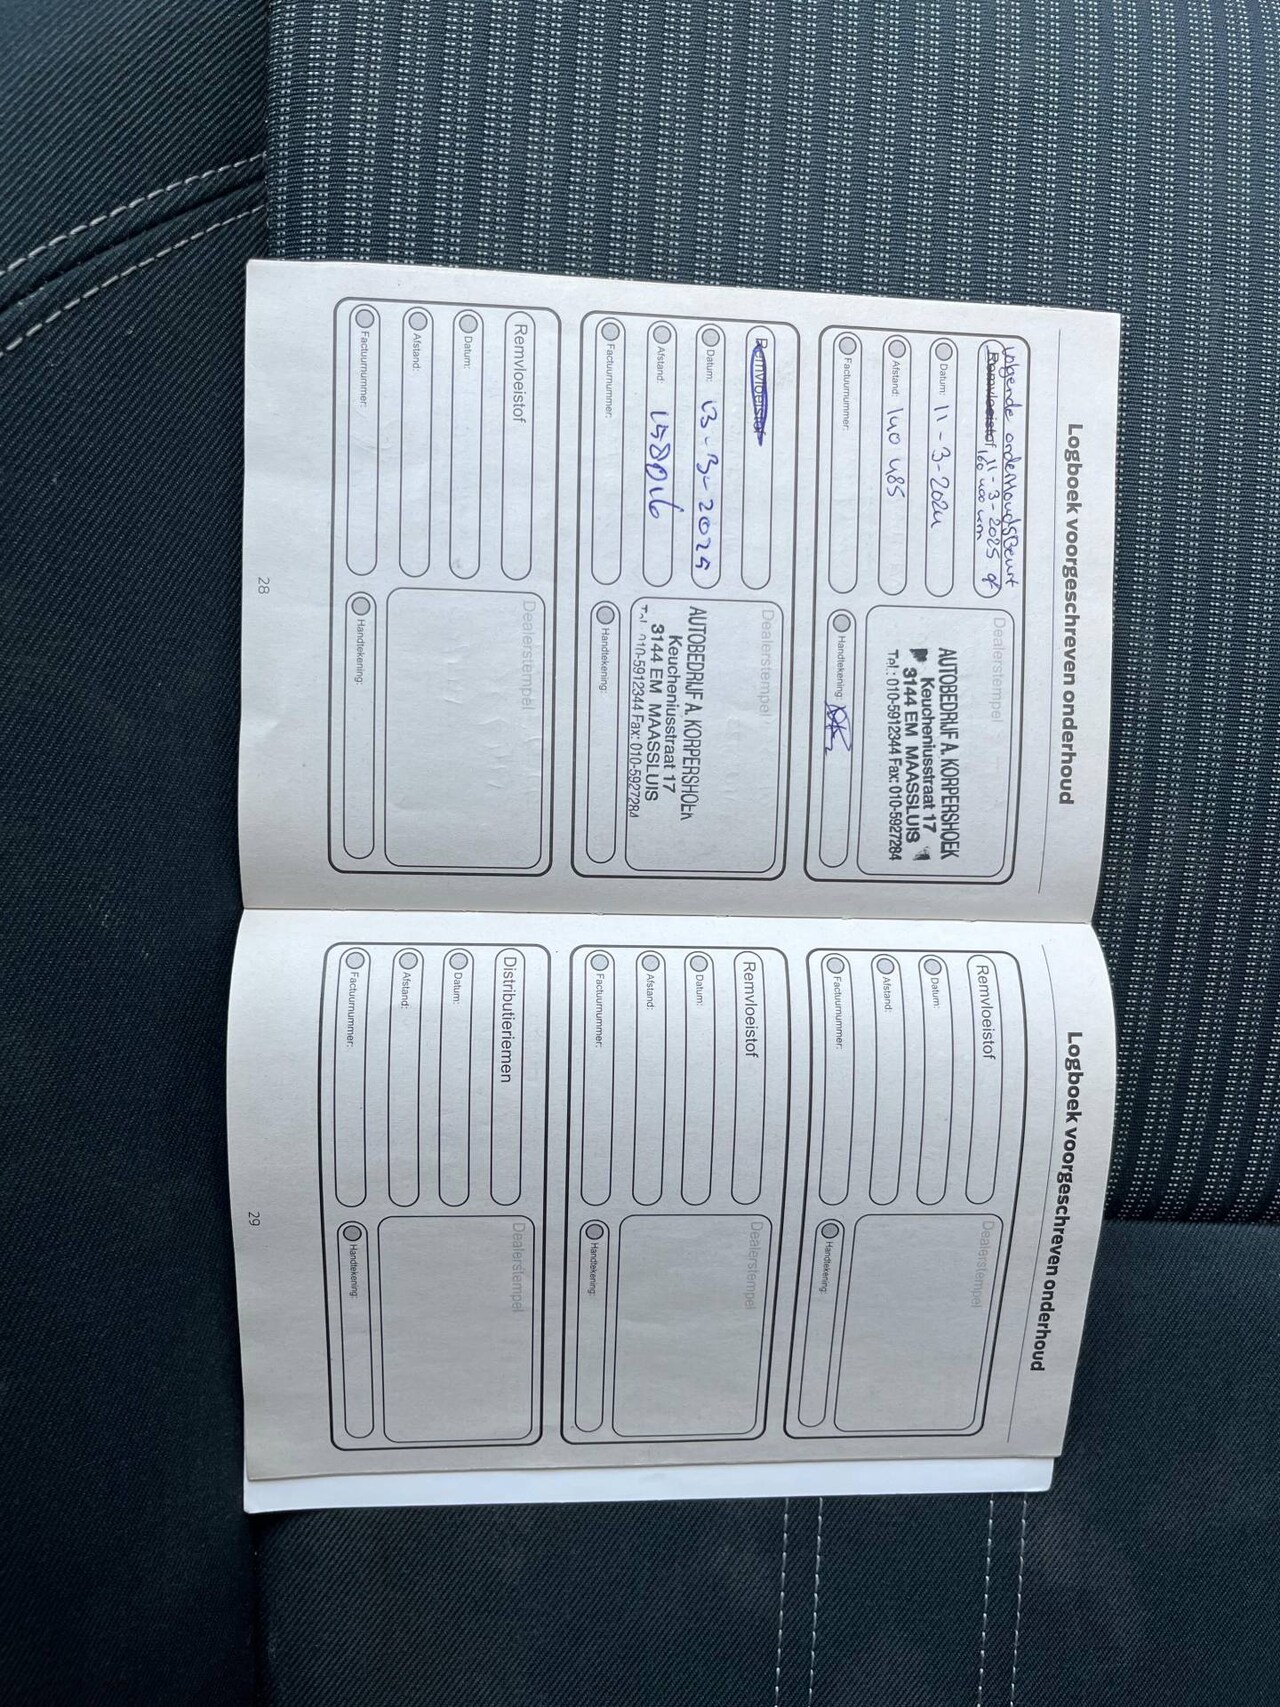 Logboek voorgeschreven onderhoud
Volgende onderhoudsBeurt
Remvloeistof 11-3-2025 of
160 400 km
Datum: 11-3-2024
Afstand: 140 485
Factuurnummer:
Dealerstempel
AUTOBEDRIJF A. KORPERSHOEK
Keucheniusstraat 17
3144 EM MAASSLUIS
Tel.: 010-5912344 Fax: 010-5927284
Handtekening:
Remvloeistof
Datum: 13-3-2025
Afstand: 158016
Factuurnummer:
Dealerstempel
AUTOBEDRIJF A. KORPERSHOEK
Keucheniusstraat 17
3144 EM MAASSLUIS
Tel. 010-5912344 Fax: 010-5927284
Handtekening:
Remvloeistof
Datum:
Afstand:
Factuurnummer:
Dealerstempel
Handtekening:
28
Logboek voorgeschreven onderhoud
Remvloeistof
Datum:
Afstand:
Factuurnummer:
Dealerstempel
Handtekening:
Remvloeistof
Datum:
Afstand:
Factuurnummer:
Dealerstempel
Handtekening:
Distributieriemen
Datum:
Afstand:
Factuurnummer:
Dealerstempel
Handtekening:
29